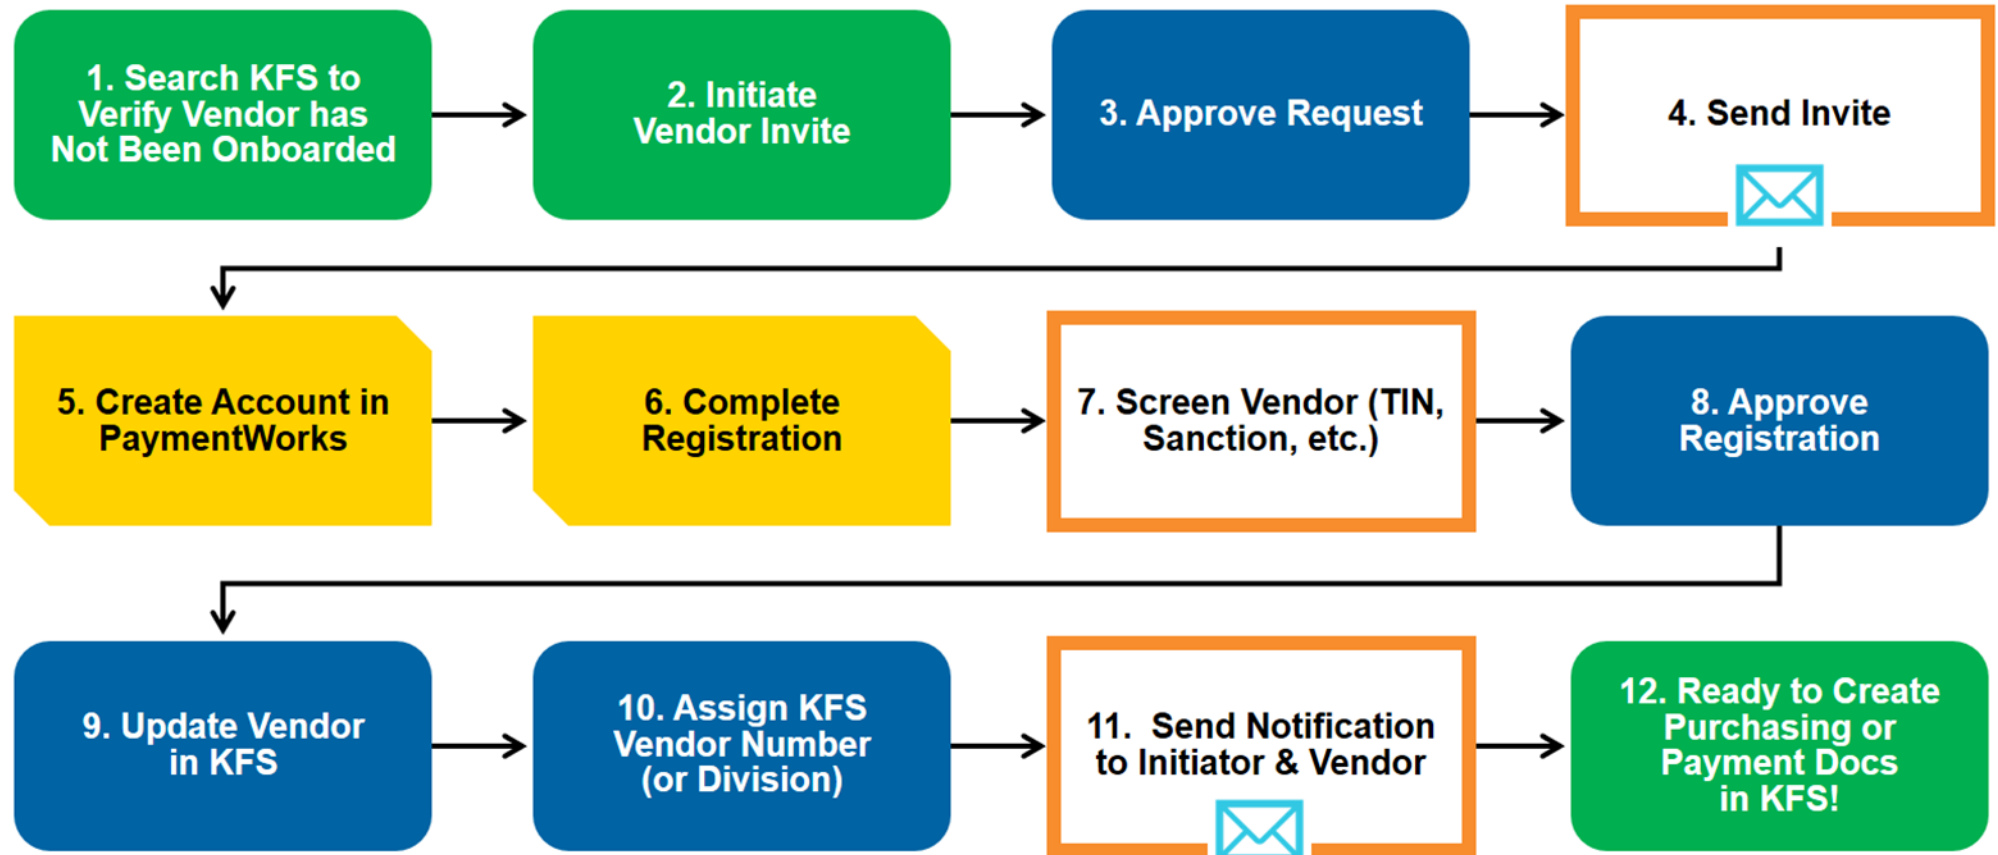 1. Search KFS to
Verify Vendor has
Not Been Onboarded
2. Initiate
Vendor Invite
3. Approve Request
4. Send Invite
5. Create Account in
PaymentWorks
6. Complete
Registration
7. Screen Vendor (TIN,
Sanction, etc.)
8. Approve
Registration
9. Update Vendor
in KFS
10. Assign KFS
Vendor Number
(or Division)
11. Send Notification
to Initiator & Vendor
12. Ready to Create
Purchasing or
Payment Docs
in KFS!